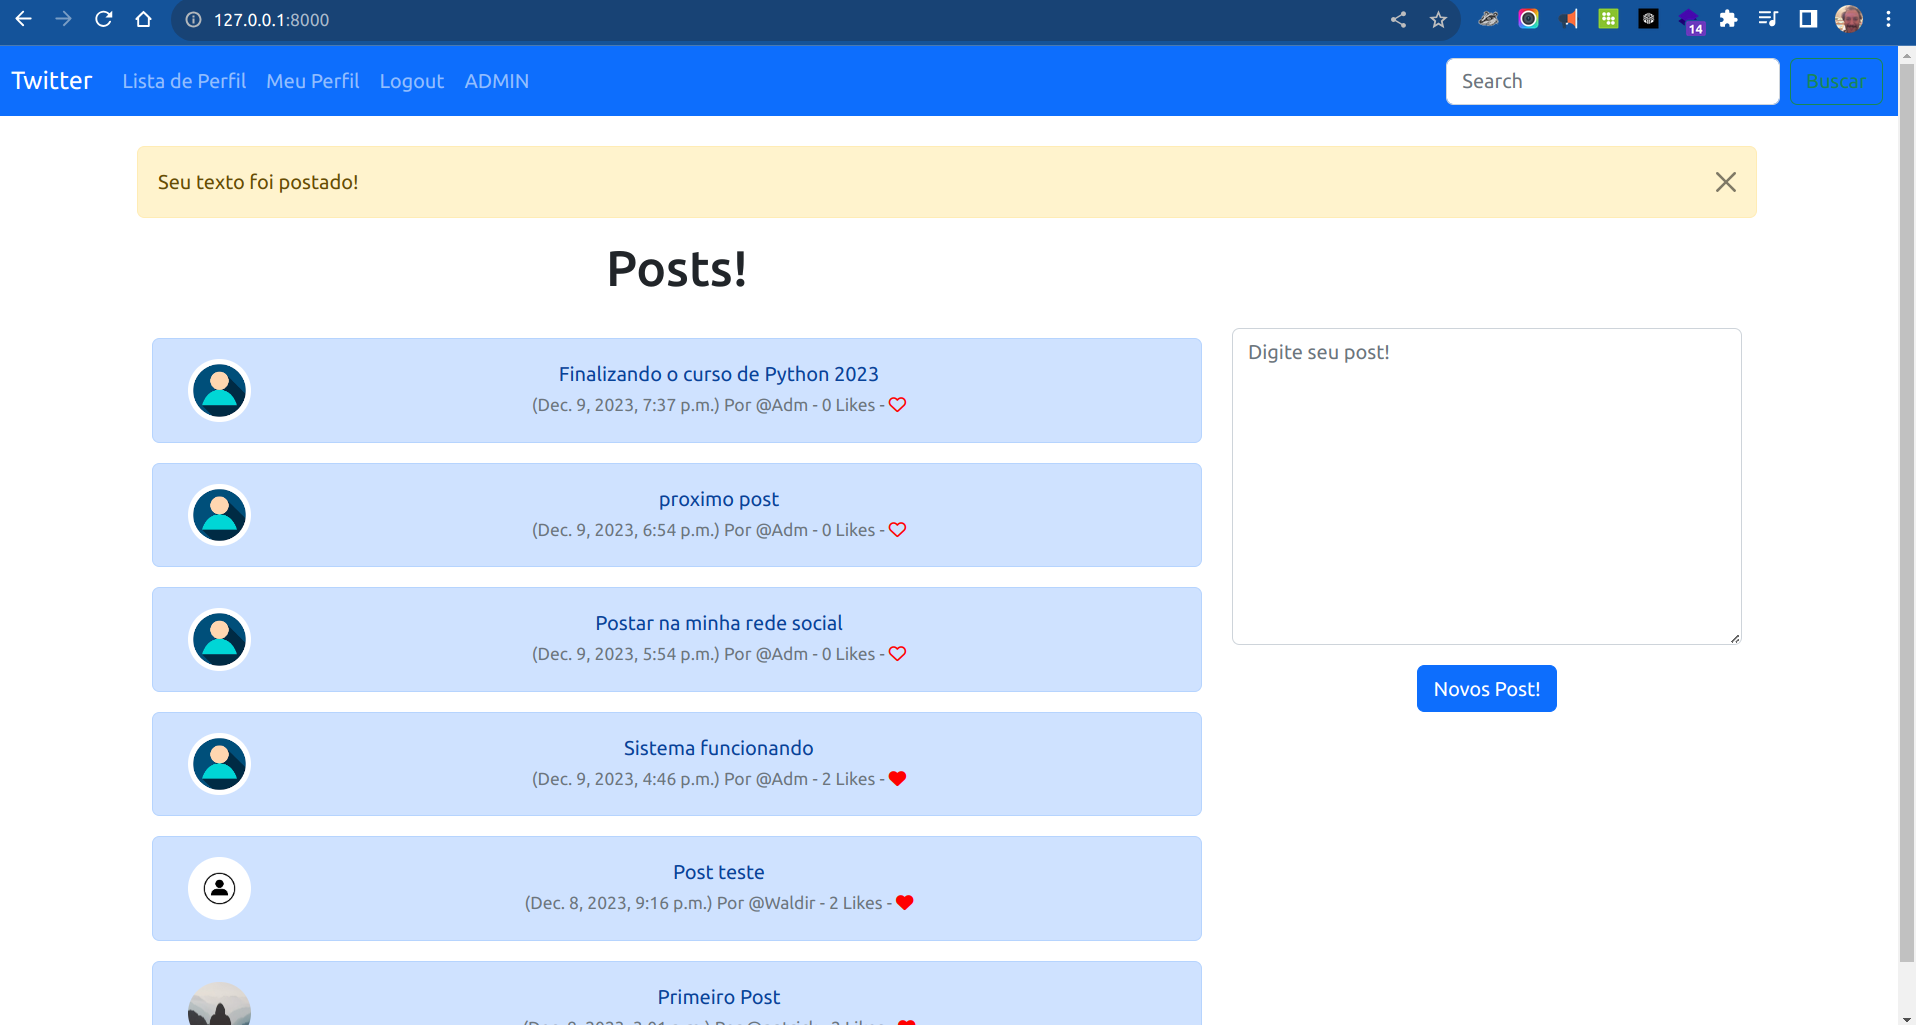 127.0.0.1:8000
14
Twitter Lista de Perfil Meu Perfil Logout ADMIN Search Buscar
Seu texto foi postado!
Posts!
Finalizando o curso de Python 2023
(Dec. 9, 2023, 7:37 p.m.) Por @Adm - 0 Likes -
proximo post
(Dec. 9, 2023, 6:54 p.m.) Por @Adm - 0 Likes -
Postar na minha rede social
(Dec. 9, 2023, 5:54 p.m.) Por @Adm - 0 Likes -
Sistema funcionando
(Dec. 9, 2023, 4:46 p.m.) Por @Adm - 2 Likes -
Post teste
(Dec. 8, 2023, 9:16 p.m.) Por @Waldir - 2 Likes -
Primeiro Post
Digite seu post!
Novos Post!